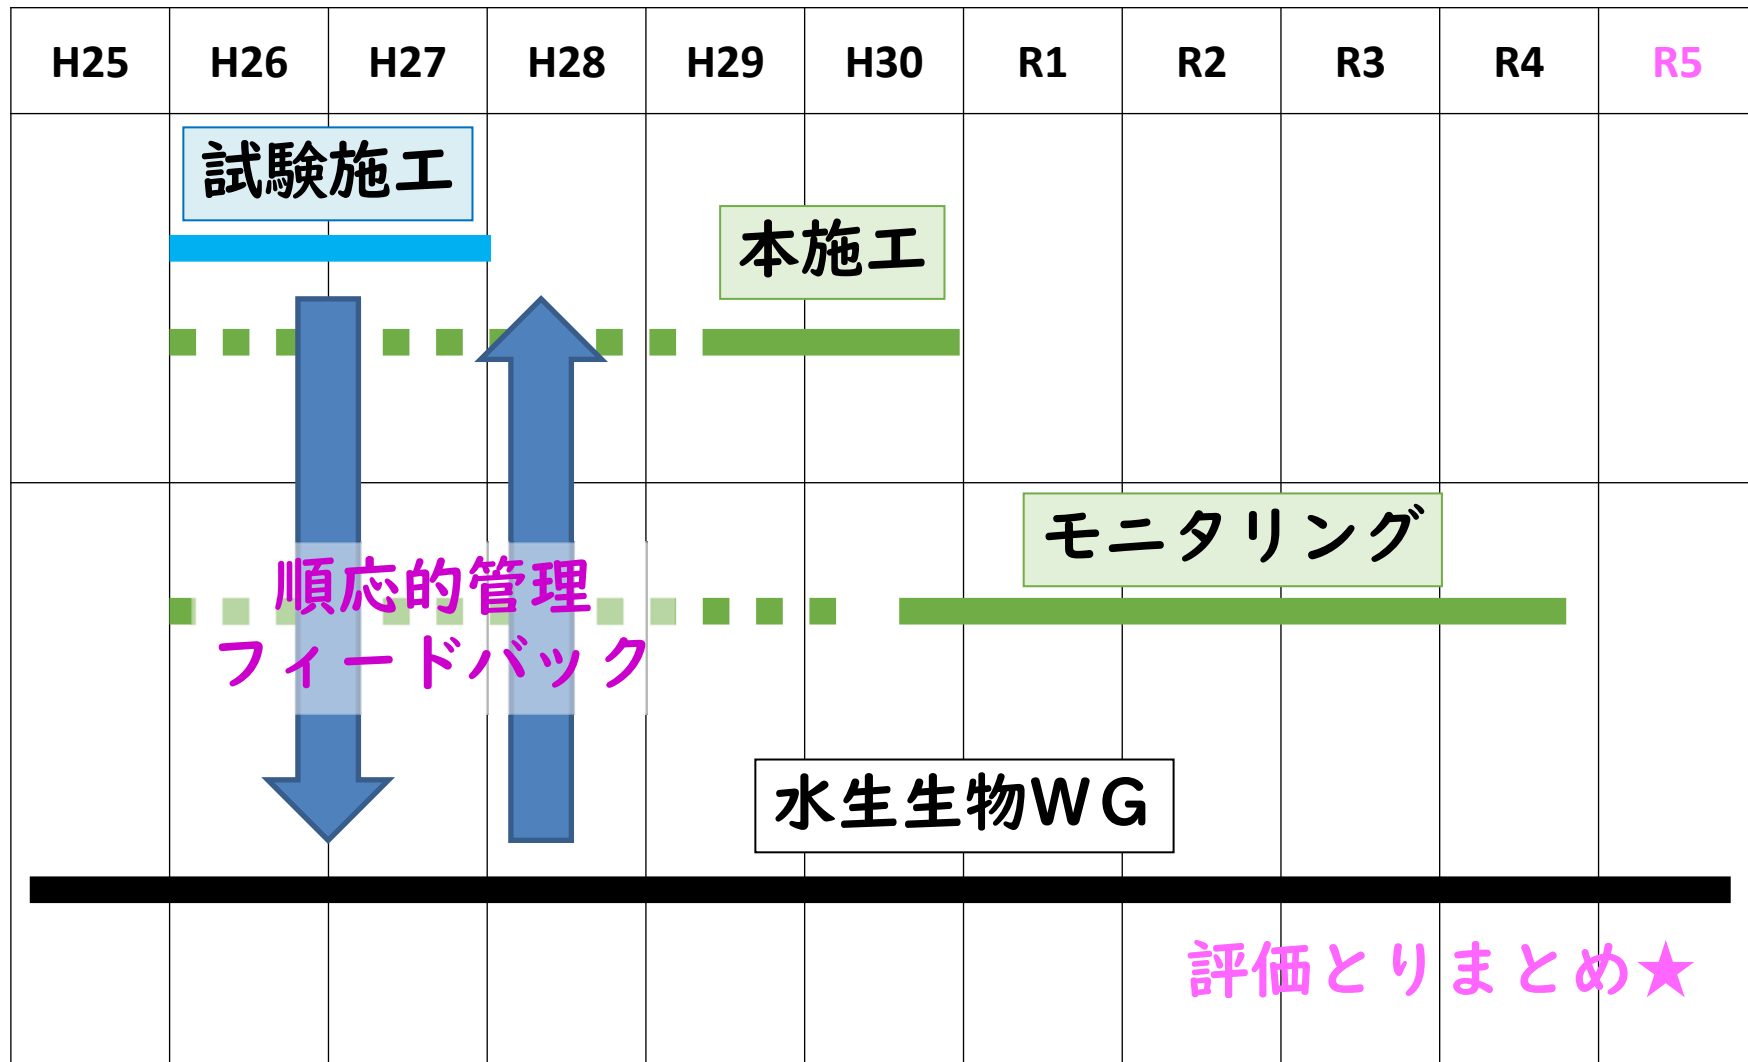 H25 H26 H27 H28 H29 H30 R1 R2 R3 R4 R5
試験施工
本施工
モニタリング
順応的管理
フィードバック
水生生物WG
評価とりまとめ★